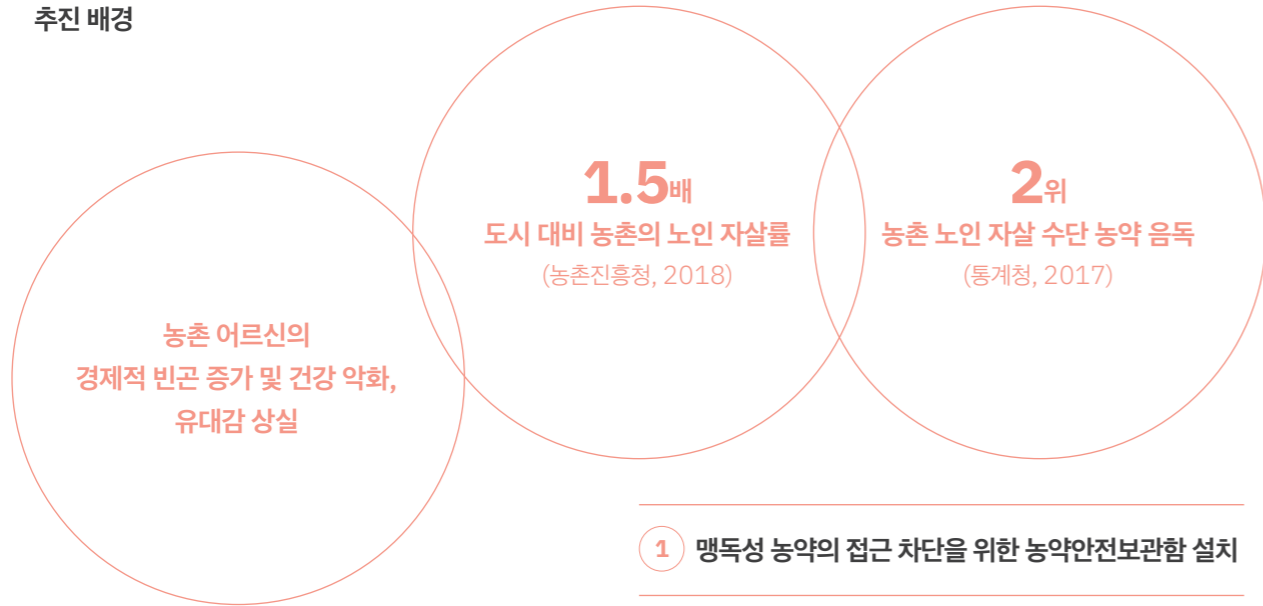 추진 배경
농촌 어르신의
경제적 빈곤 증가 및 건강 악화,
유대감 상실
1.5배
도시 대비 농촌의 노인 자살률
(농촌진흥청, 2018)
2위
농촌 노인 자살 수단 농약 음독
(통계청, 2017)
1 맹독성 농약의 접근 차단을 위한 농약안전보관함 설치